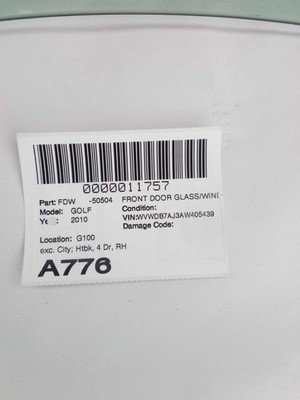 0000011757
Part: FDW -50504 FRONT DOOR GLASS/WIND
Model: GOLF Condition:
2010 VIN:WVWDB7AJ3AW405439
Damage Code:
Location: G100
exc. City; Htbk, 4 Dr, RH
A776